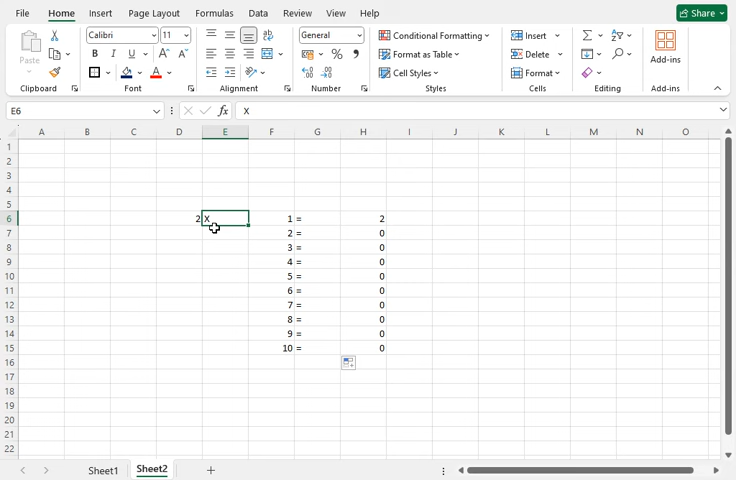 File Home Insert Page Layout Formulas Data Review View Help Share
Paste Calibri 11 B I U A A A General % Conditional Formatting Format as Table Cell Styles Insert Delete Format Add-ins
Clipboard Font Alignment Number Styles Cells Editing Add-ins
E6 fx X
A B C D E F G H I J K L M N O
1
2
3
4
5
6 2 X 1 = 2
7 2 = 0
8 3 = 0
9 4 = 0
10 5 = 0
11 6 = 0
12 7 = 0
13 8 = 0
14 9 = 0
15 10 = 0
16
17
18
19
20
21
22
Sheet1 Sheet2